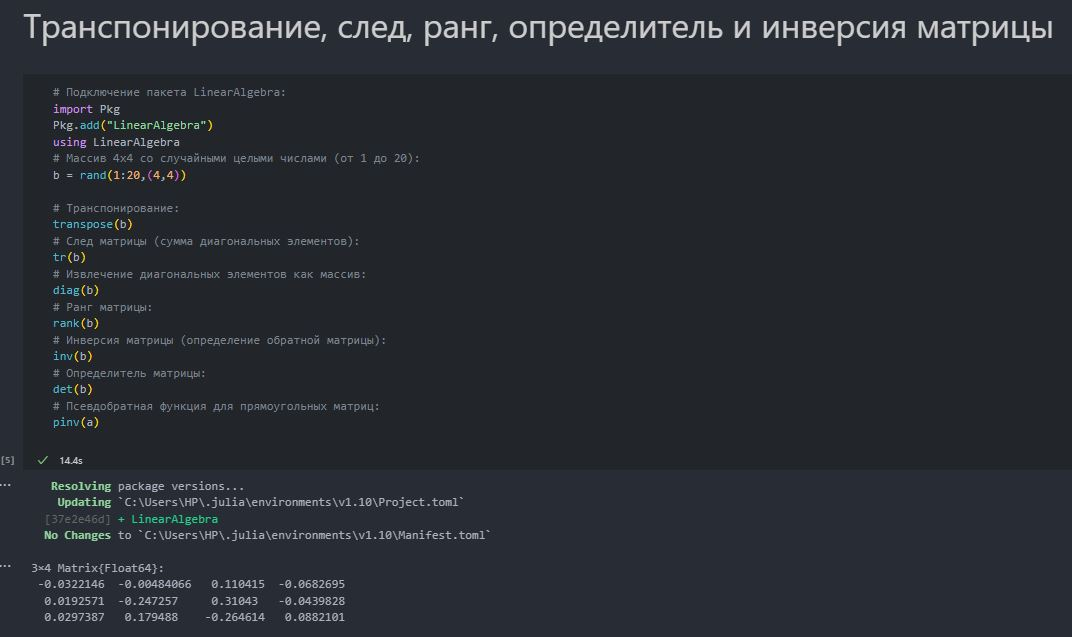 Транспонирование, след, ранг, определитель и инверсия матрицы
# Подключение пакета LinearAlgebra:
import Pkg
Pkg.add("LinearAlgebra")
using LinearAlgebra
# Массив 4x4 со случайными целыми числами (от 1 до 20):
b = rand(1:20,(4,4))
# Транспонирование:
transpose(b)
# След матрицы (сумма диагональных элементов):
tr(b)
# Извлечение диагональных элементов как массив:
diag(b)
# Ранг матрицы:
rank(b)
# Инверсия матрицы (определение обратной матрицы):
inv(b)
# Определитель матрицы:
det(b)
# Псевдобратная функция для прямоугольных матриц:
pinv(a)
[5] ✓ 14.4s
... Resolving package versions...
Updating `C:\Users\HP\.julia\environments\v1.10\Project.toml`
[37e2e46d] + LinearAlgebra
No Changes to `C:\Users\HP\.julia\environments\v1.10\Manifest.toml`
... 3×4 Matrix{Float64}:
-0.0322146 -0.00484066 0.110415 -0.0682695
0.0192571 -0.247257 0.31043 -0.0439828
0.0297387 0.179488 -0.264614 0.0882101